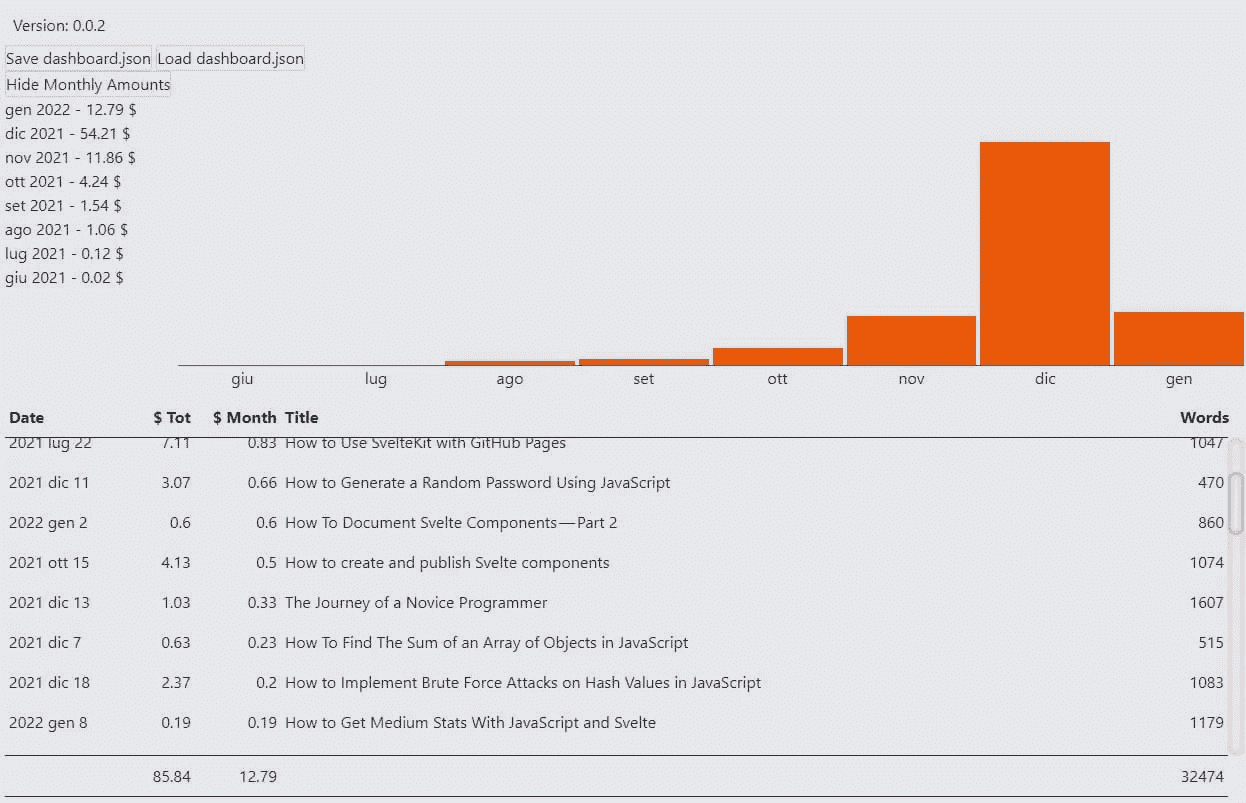 Version: 0.0.2
Save dashboard.json Load dashboard.json
Hide Monthly Amounts
gen 2022 - 12.79 $
dic 2021 - 54.21 $
nov 2021 - 11.86 $
ott 2021 - 4.24 $
set 2021 - 1.54 $
ago 2021 - 1.06 $
lug 2021 - 0.12 $
giu 2021 - 0.02 $
giu lug ago set ott nov dic gen
Date $ Tot $ Month Title Words
2021 lug 22 7.11 0.83 How to Use SvelteKit with GitHub Pages 1047
2021 dic 11 3.07 0.66 How to Generate a Random Password Using JavaScript 470
2022 gen 2 0.6 0.6 How To Document Svelte Components — Part 2 860
2021 ott 15 4.13 0.5 How to create and publish Svelte components 1074
2021 dic 13 1.03 0.33 The Journey of a Novice Programmer 1607
2021 dic 7 0.63 0.23 How To Find The Sum of an Array of Objects in JavaScript 515
2021 dic 18 2.37 0.2 How to Implement Brute Force Attacks on Hash Values in JavaScript 1083
2022 gen 8 0.19 0.19 How to Get Medium Stats With JavaScript and Svelte 1179
85.84 12.79 32474